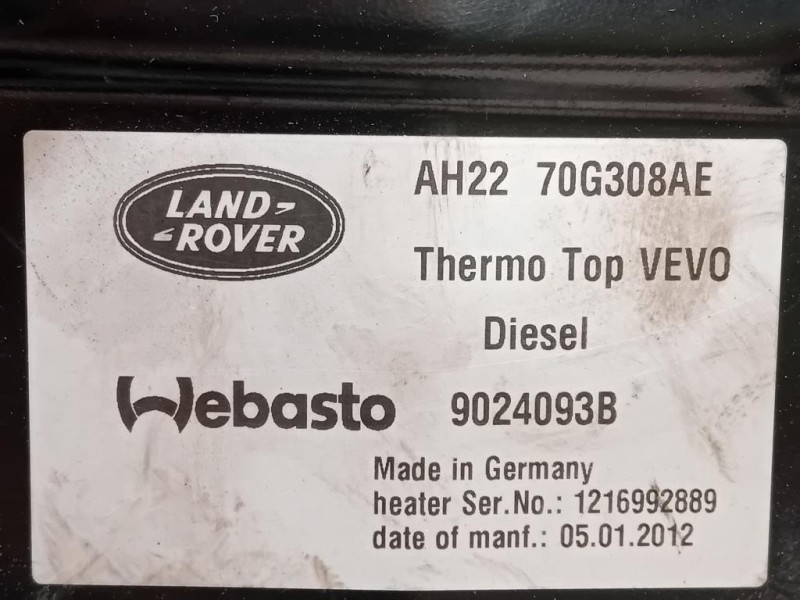 LAND
ROVER
AH22 70G308AE
Thermo Top VEVO
Diesel
Webasto 9024093B
Made in Germany
heater Ser.No.: 1216992889
date of manf.: 05.01.2012